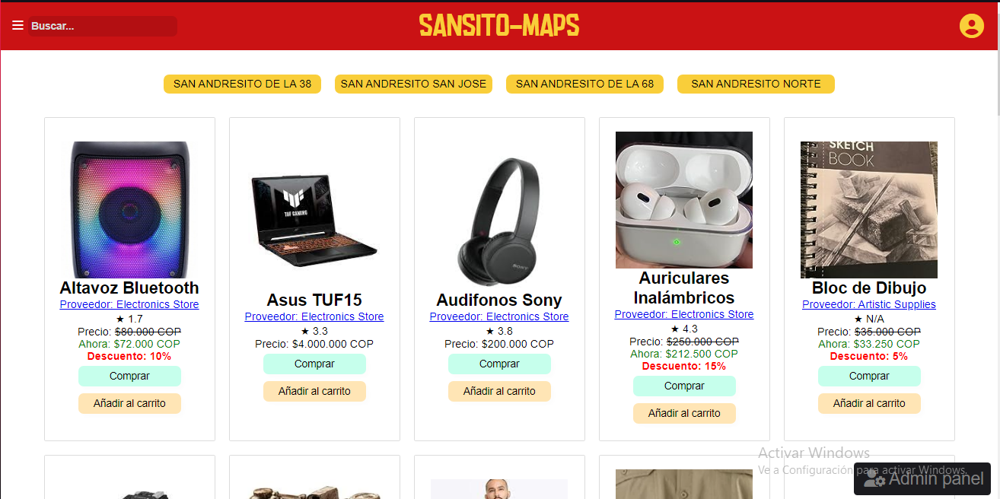 Buscar...
SANSITO-MAPS
SAN ANDRESITO DE LA 38
SAN ANDRESITO SAN JOSE
SAN ANDRESITO DE LA 68
SAN ANDRESITO NORTE
Altavoz Bluetooth
Proveedor: Electronics Store
★ 1.7
Precio: $80.000 COP
Ahora: $72.000 COP
Descuento: 10%
Comprar
Añadir al carrito
TUF GAMING
Asus TUF15
Proveedor: Electronics Store
★ 3.3
Precio: $4.000.000 COP
Comprar
Añadir al carrito
SONY
Audifonos Sony
Proveedor: Electronics Store
★ 3.8
Precio: $200.000 COP
Comprar
Añadir al carrito
Auriculares
Inalámbricos
Proveedor: Electronics Store
★ 4.3
Precio: $250.000 COP
Ahora: $212.500 COP
Descuento: 15%
Comprar
Añadir al carrito
SKETCH
BOOK
Bloc de Dibujo
Proveedor: Artistic Supplies
★ N/A
Precio: $35.000 COP
Ahora: $33.250 COP
Descuento: 5%
Comprar
Añadir al carrito
Activar Windows
Ve a Configuración para activar Windows.
Admin panel